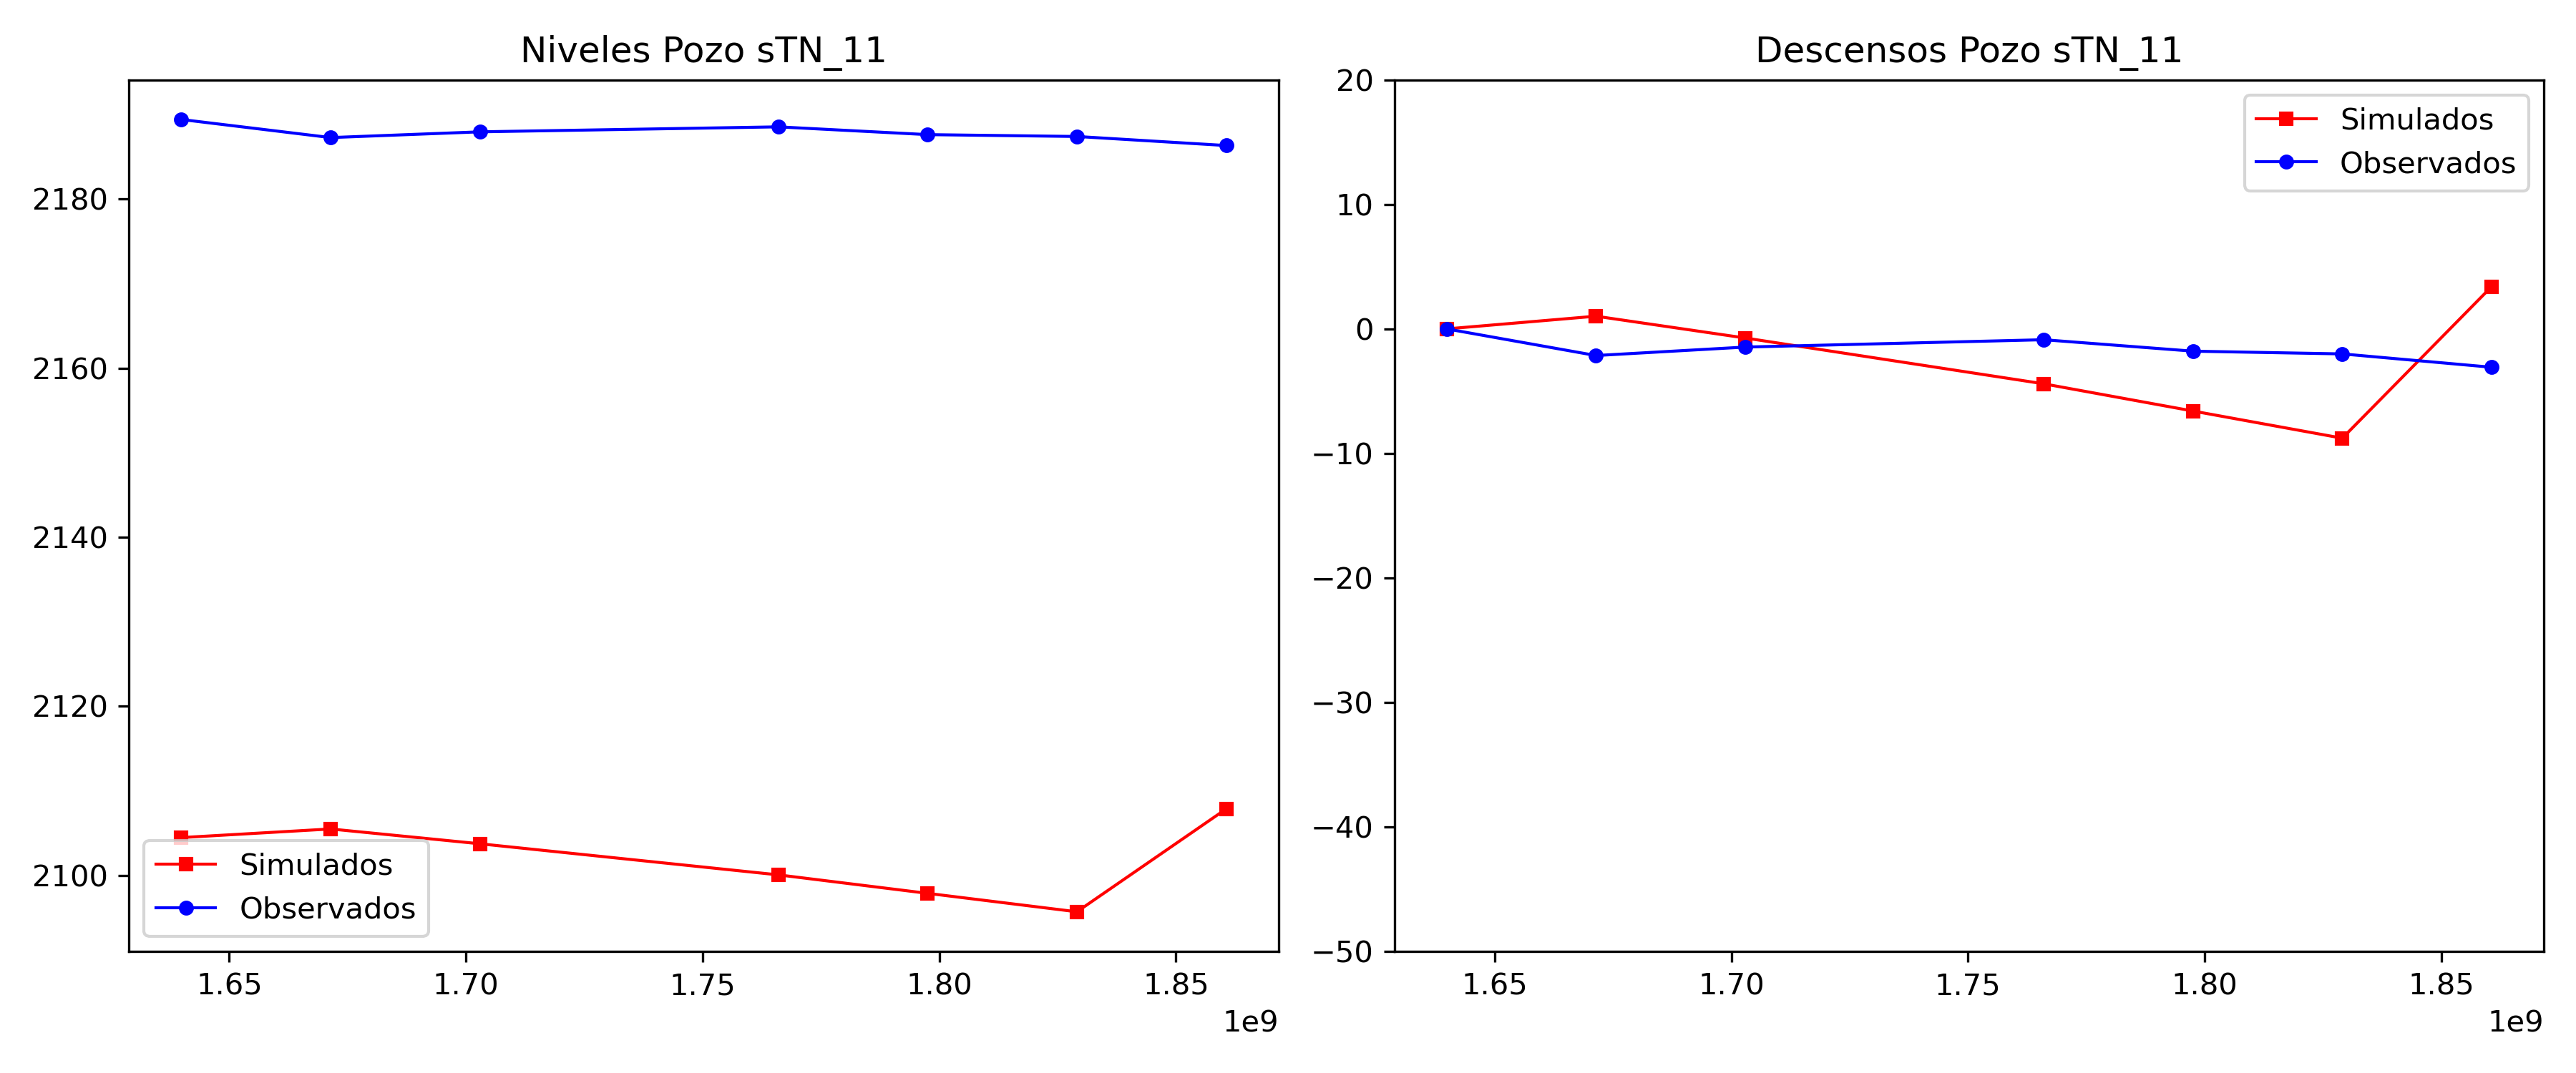 Niveles Pozo sTN_11
2180
2160
2140
2120
2100
Simulados
Observados
1.65 1.70 1.75 1.80 1.85
1e9
Descensos Pozo sTN_11
20
10
0
−10
−20
−30
−40
−50
Simulados
Observados
1.65 1.70 1.75 1.80 1.85
1e9